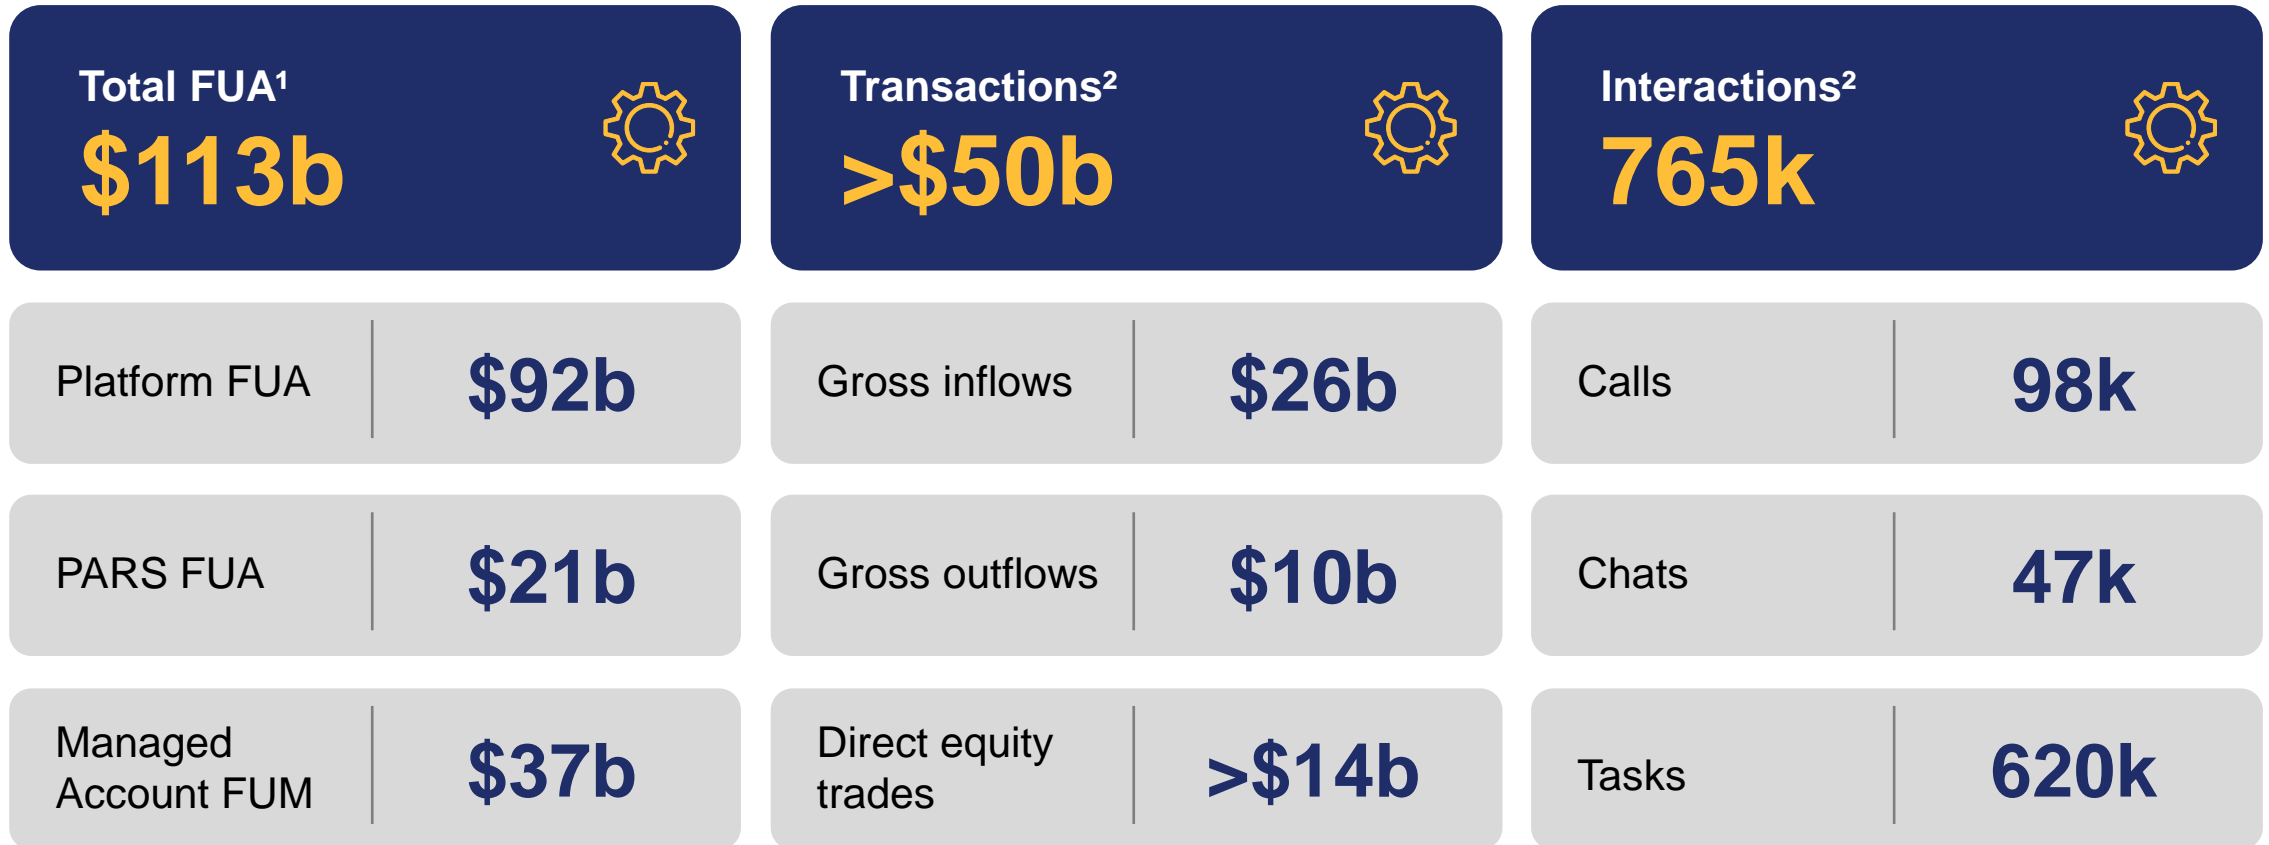 Total FUA¹
$113b
Platform FUA
$92b
PARS FUA
$21b
Managed
Account FUM
$37b
Transactions²
>$50b
Gross inflows
$26b
Gross outflows
$10b
Direct equity
trades
>$14b
Interactions²
765k
Calls
98k
Chats
47k
Tasks
620k